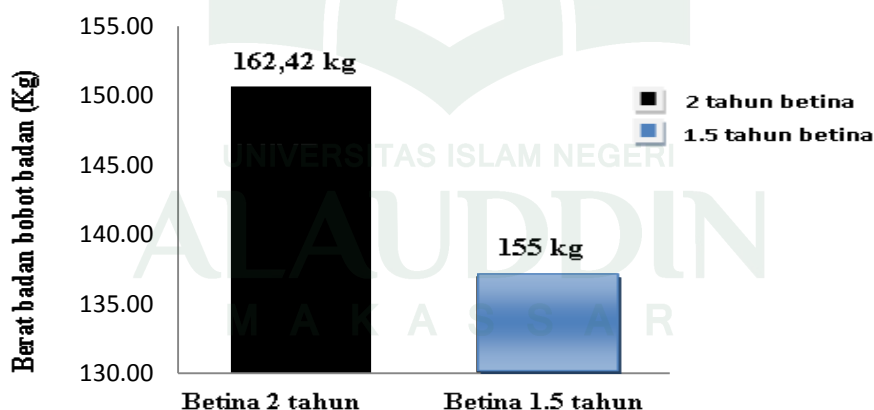 155.00
162,42 kg
150.00
2 tahun betina
1.5 tahun betina
145.00
UNIVERSITAS ISLAM NEGERI
140.00
155 kg
ALAUDDIN
135.00
MAKASSAR
130.00
Berat badan bobot badan (Kg)
Betina 2 tahun
Betina 1.5 tahun